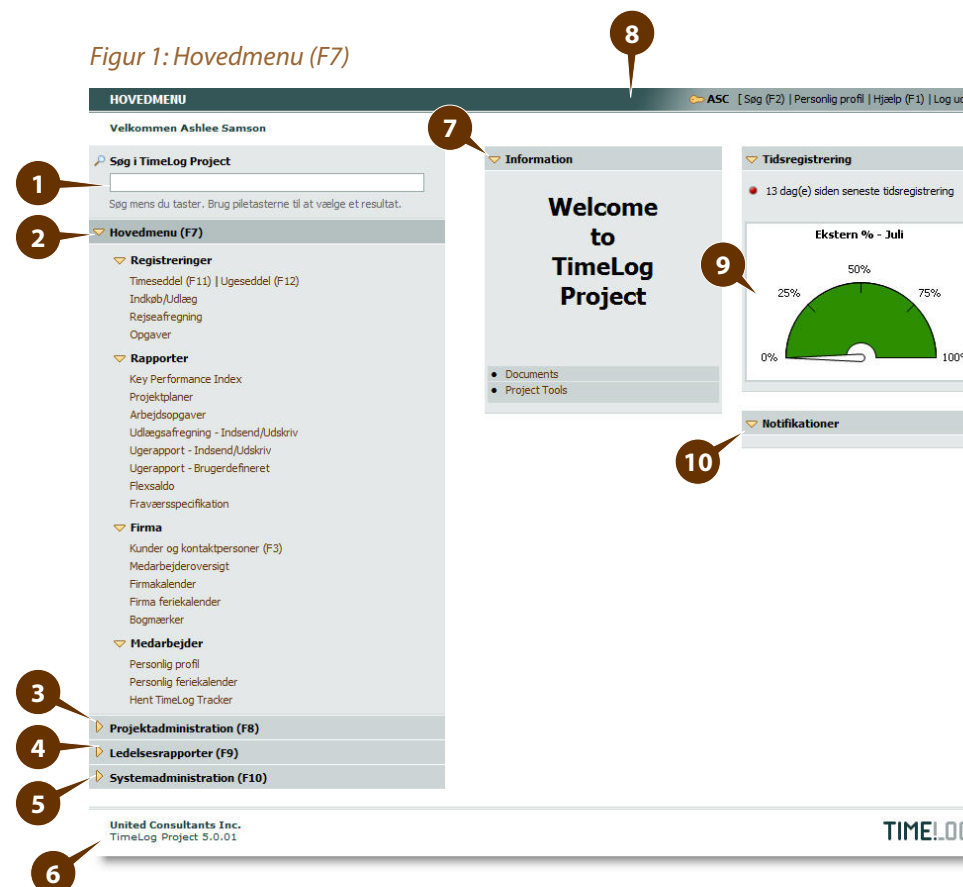 Figur 1: Hovedmenu (F7)
8
HOVEDMENU
ASC [ Søg (F2) | Personlig profil | Hjælp (F1) | Log ud
Velkommen Ashlee Samson
7
Søg i TimeLog Project
1
Søg mens du taster. Brug piletasterne til at vælge et resultat.
2
Hovedmenu (F7)
Registreringer
Timeseddel (F11) | Ugeseddel (F12)
Indkøb/Udlæg
Rejseafregning
Opgaver
Rapporter
Key Performance Index
Projektplaner
Arbejdsopgaver
Udlægsafregning - Indsend/Udskriv
Ugerapport - Indsend/Udskriv
Ugerapport - Brugerdefineret
Flexsaldo
Fraværsspecifikation
Firma
Kunder og kontaktpersoner (F3)
Medarbejderoversigt
Firmakalender
Firma feriekalender
Bogmærker
Medarbejder
Personlig profil
Personlig feriekalender
Hent TimeLog Tracker
3
Projektadministration (F8)
4
Ledelsesrapporter (F9)
5
Systemadministration (F10)
Information
Welcome
to
TimeLog
Project
Documents
Project Tools
Tidsregistrering
13 dag(e) siden seneste tidsregistrering
Ekstern % - Juli
9
0%
25%
50%
75%
100%
Notifikationer
10
United Consultants Inc.
TimeLog Project 5.0.01
6